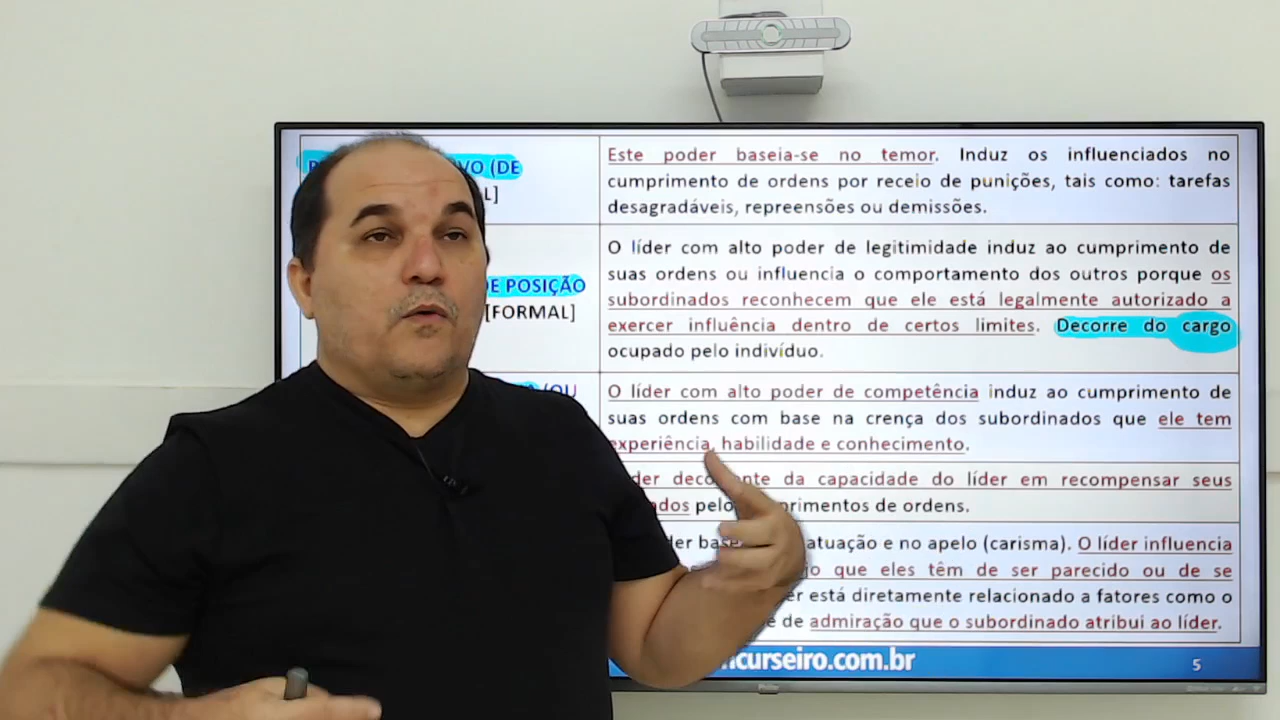 VO (DE
L]
Este poder baseia-se no temor. Induz os influenciados no
cumprimento de ordens por receio de punições, tais como: tarefas
desagradáveis, repreensões ou demissões.
E POSIÇÃO
[FORMAL]
O líder com alto poder de legitimidade induz ao cumprimento de
suas ordens ou influencia o comportamento dos outros porque os
subordinados reconhecem que ele está legalmente autorizado a
exercer influência dentro de certos limites. Decorre do cargo
ocupado pelo indivíduo.
(OU
O líder com alto poder de competência induz ao cumprimento de
suas ordens com base na crença dos subordinados que ele tem
experiência, habilidade e conhecimento.
der deco nte da capacidade do líder em recompensar seus
ados pelo primentos de ordens.
der base atuação e no apelo (carisma). O líder influencia
jo que eles têm de ser parecido ou de se
er está diretamente relacionado a fatores como o
e de admiração que o subordinado atribui ao líder.
ncurseiro.com.br
5